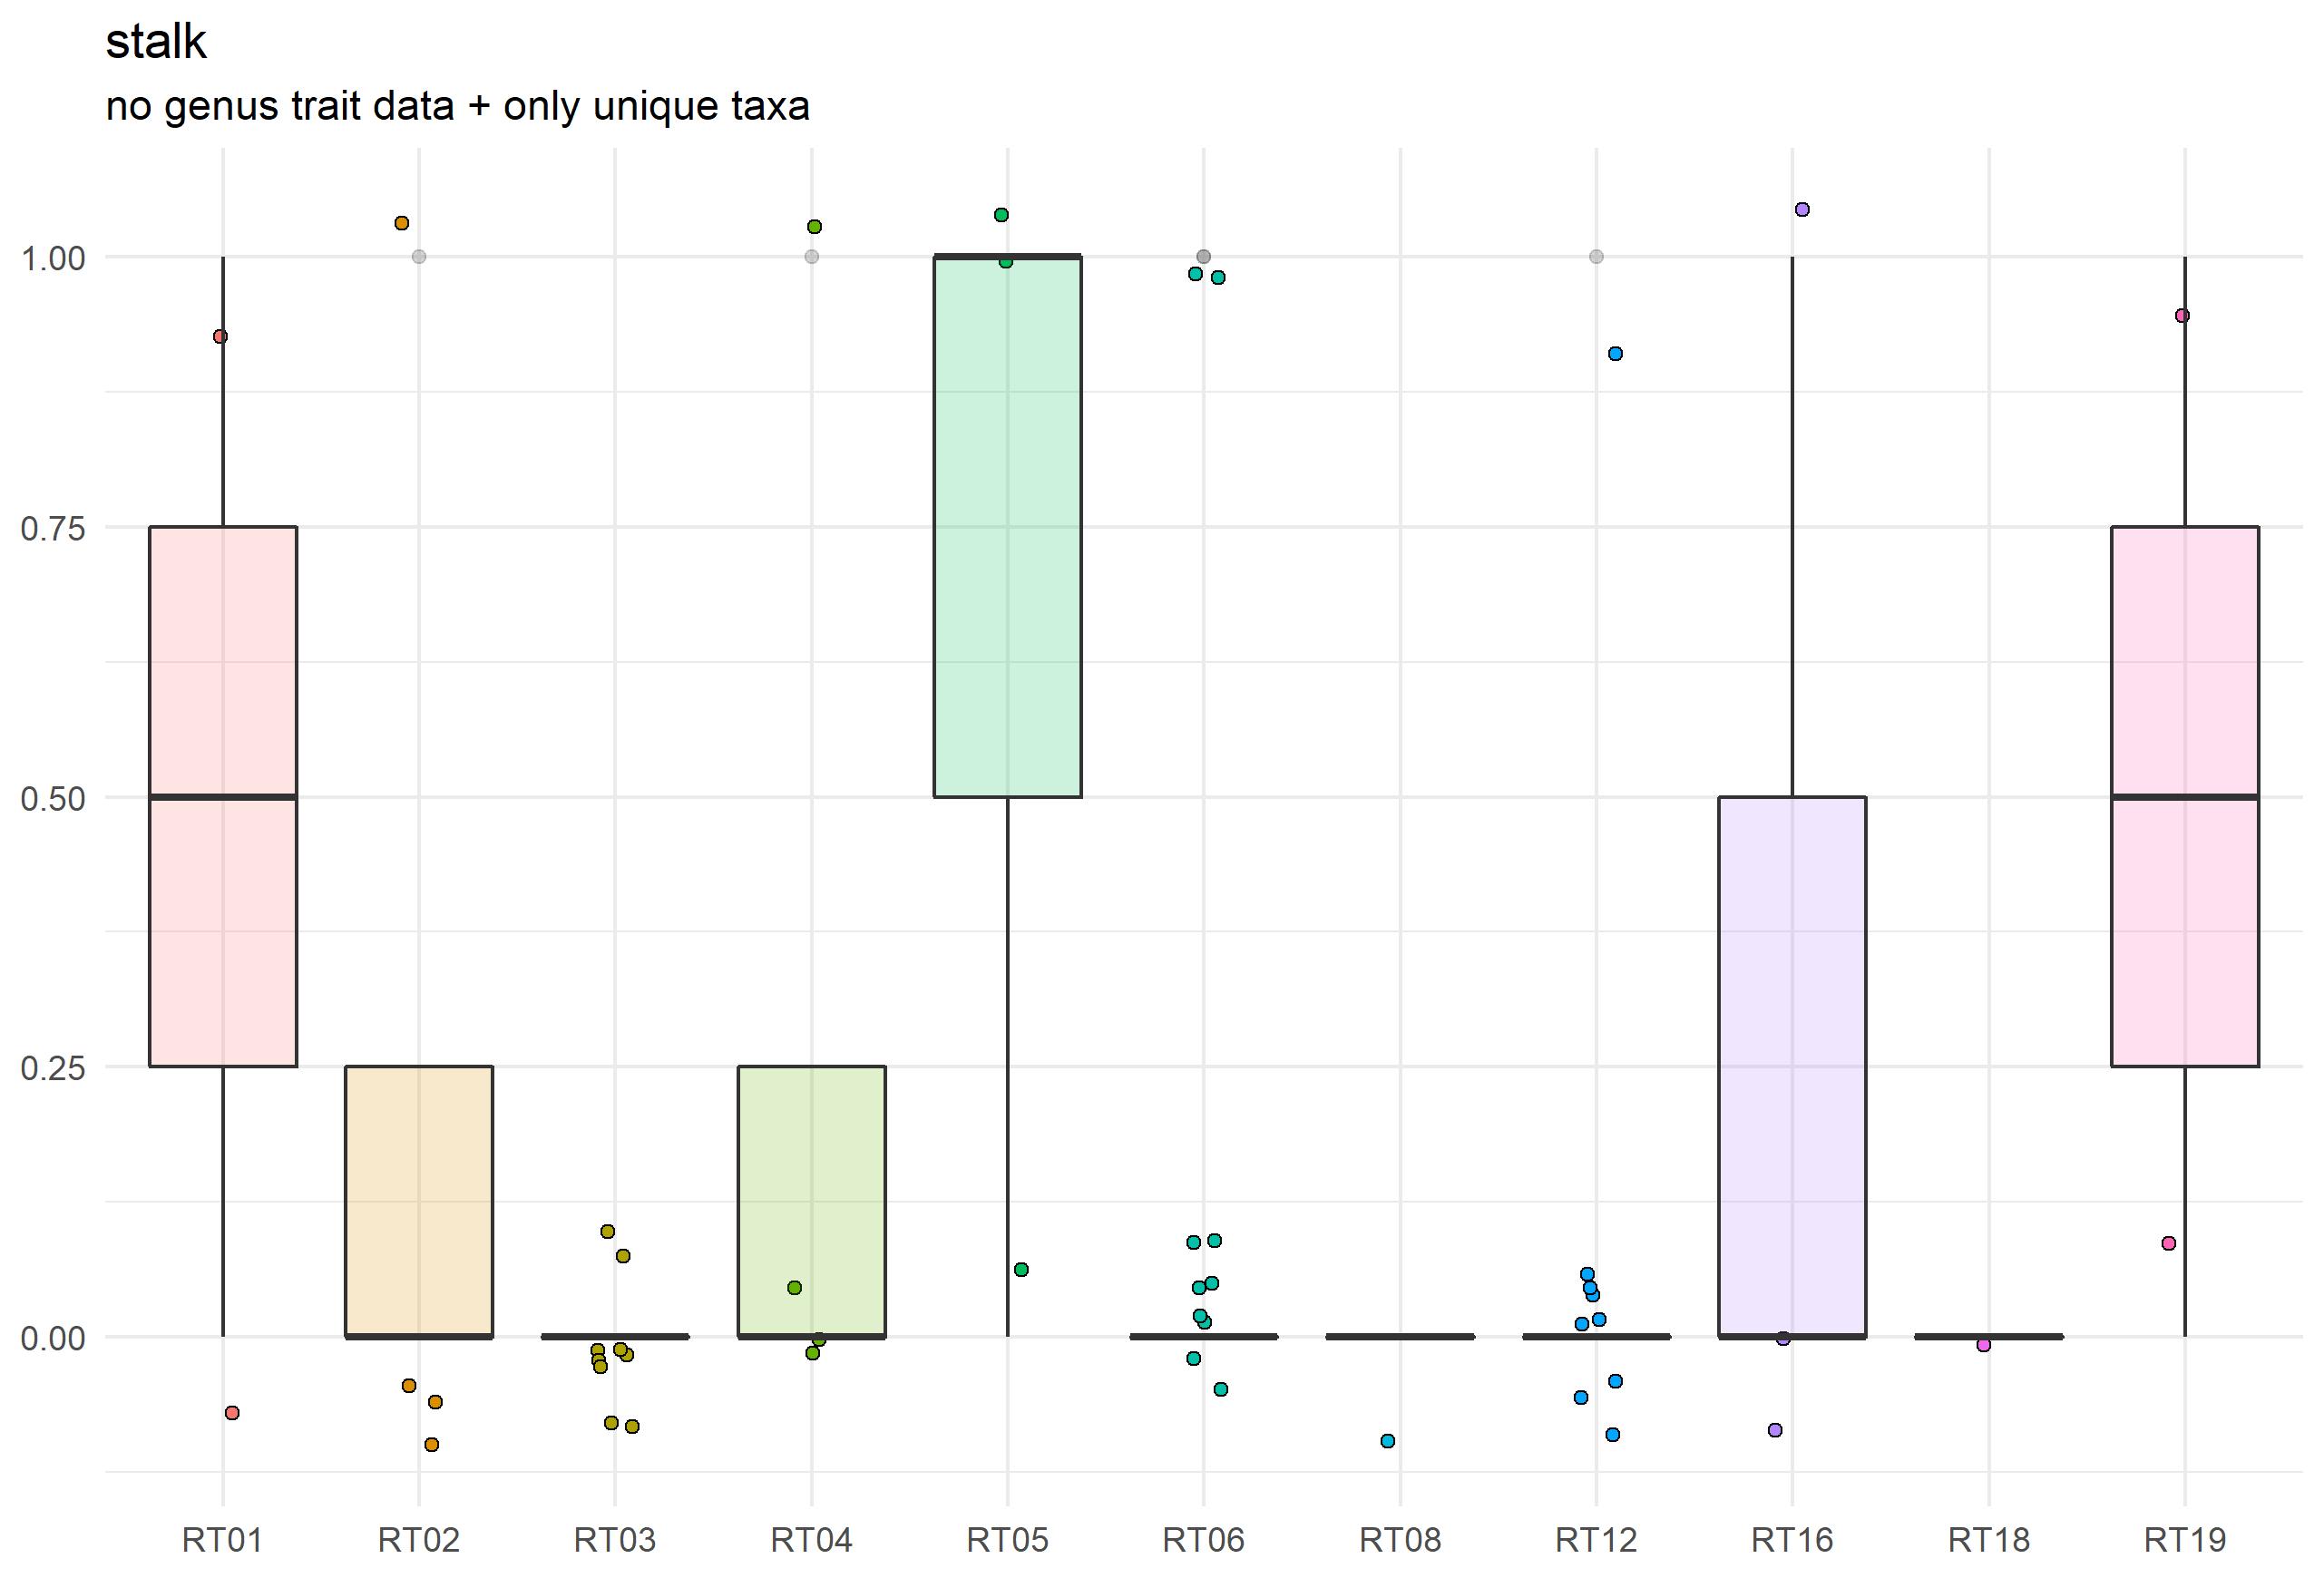 stalk
no genus trait data + only unique taxa
1.00
0.75
0.50
0.25
0.00
RT01 RT02 RT03 RT04 RT05 RT06 RT08 RT12 RT16 RT18 RT19